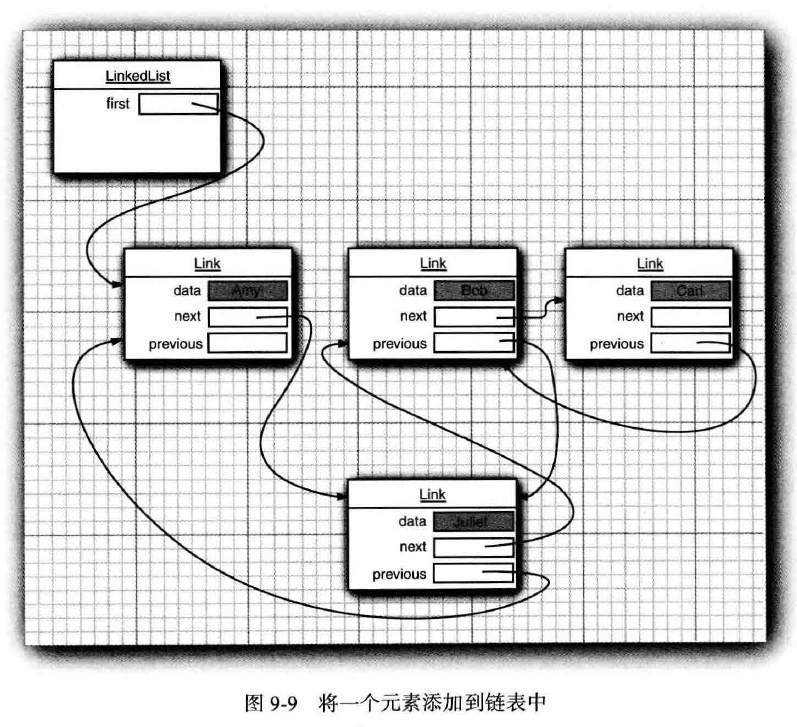 LinkedList
first
Link
data Amy
next
previous
Link
data Bob
next
previous
Link
data Carl
next
previous
Link
data Juliet
next
previous
图 9-9 将一个元素添加到链表中